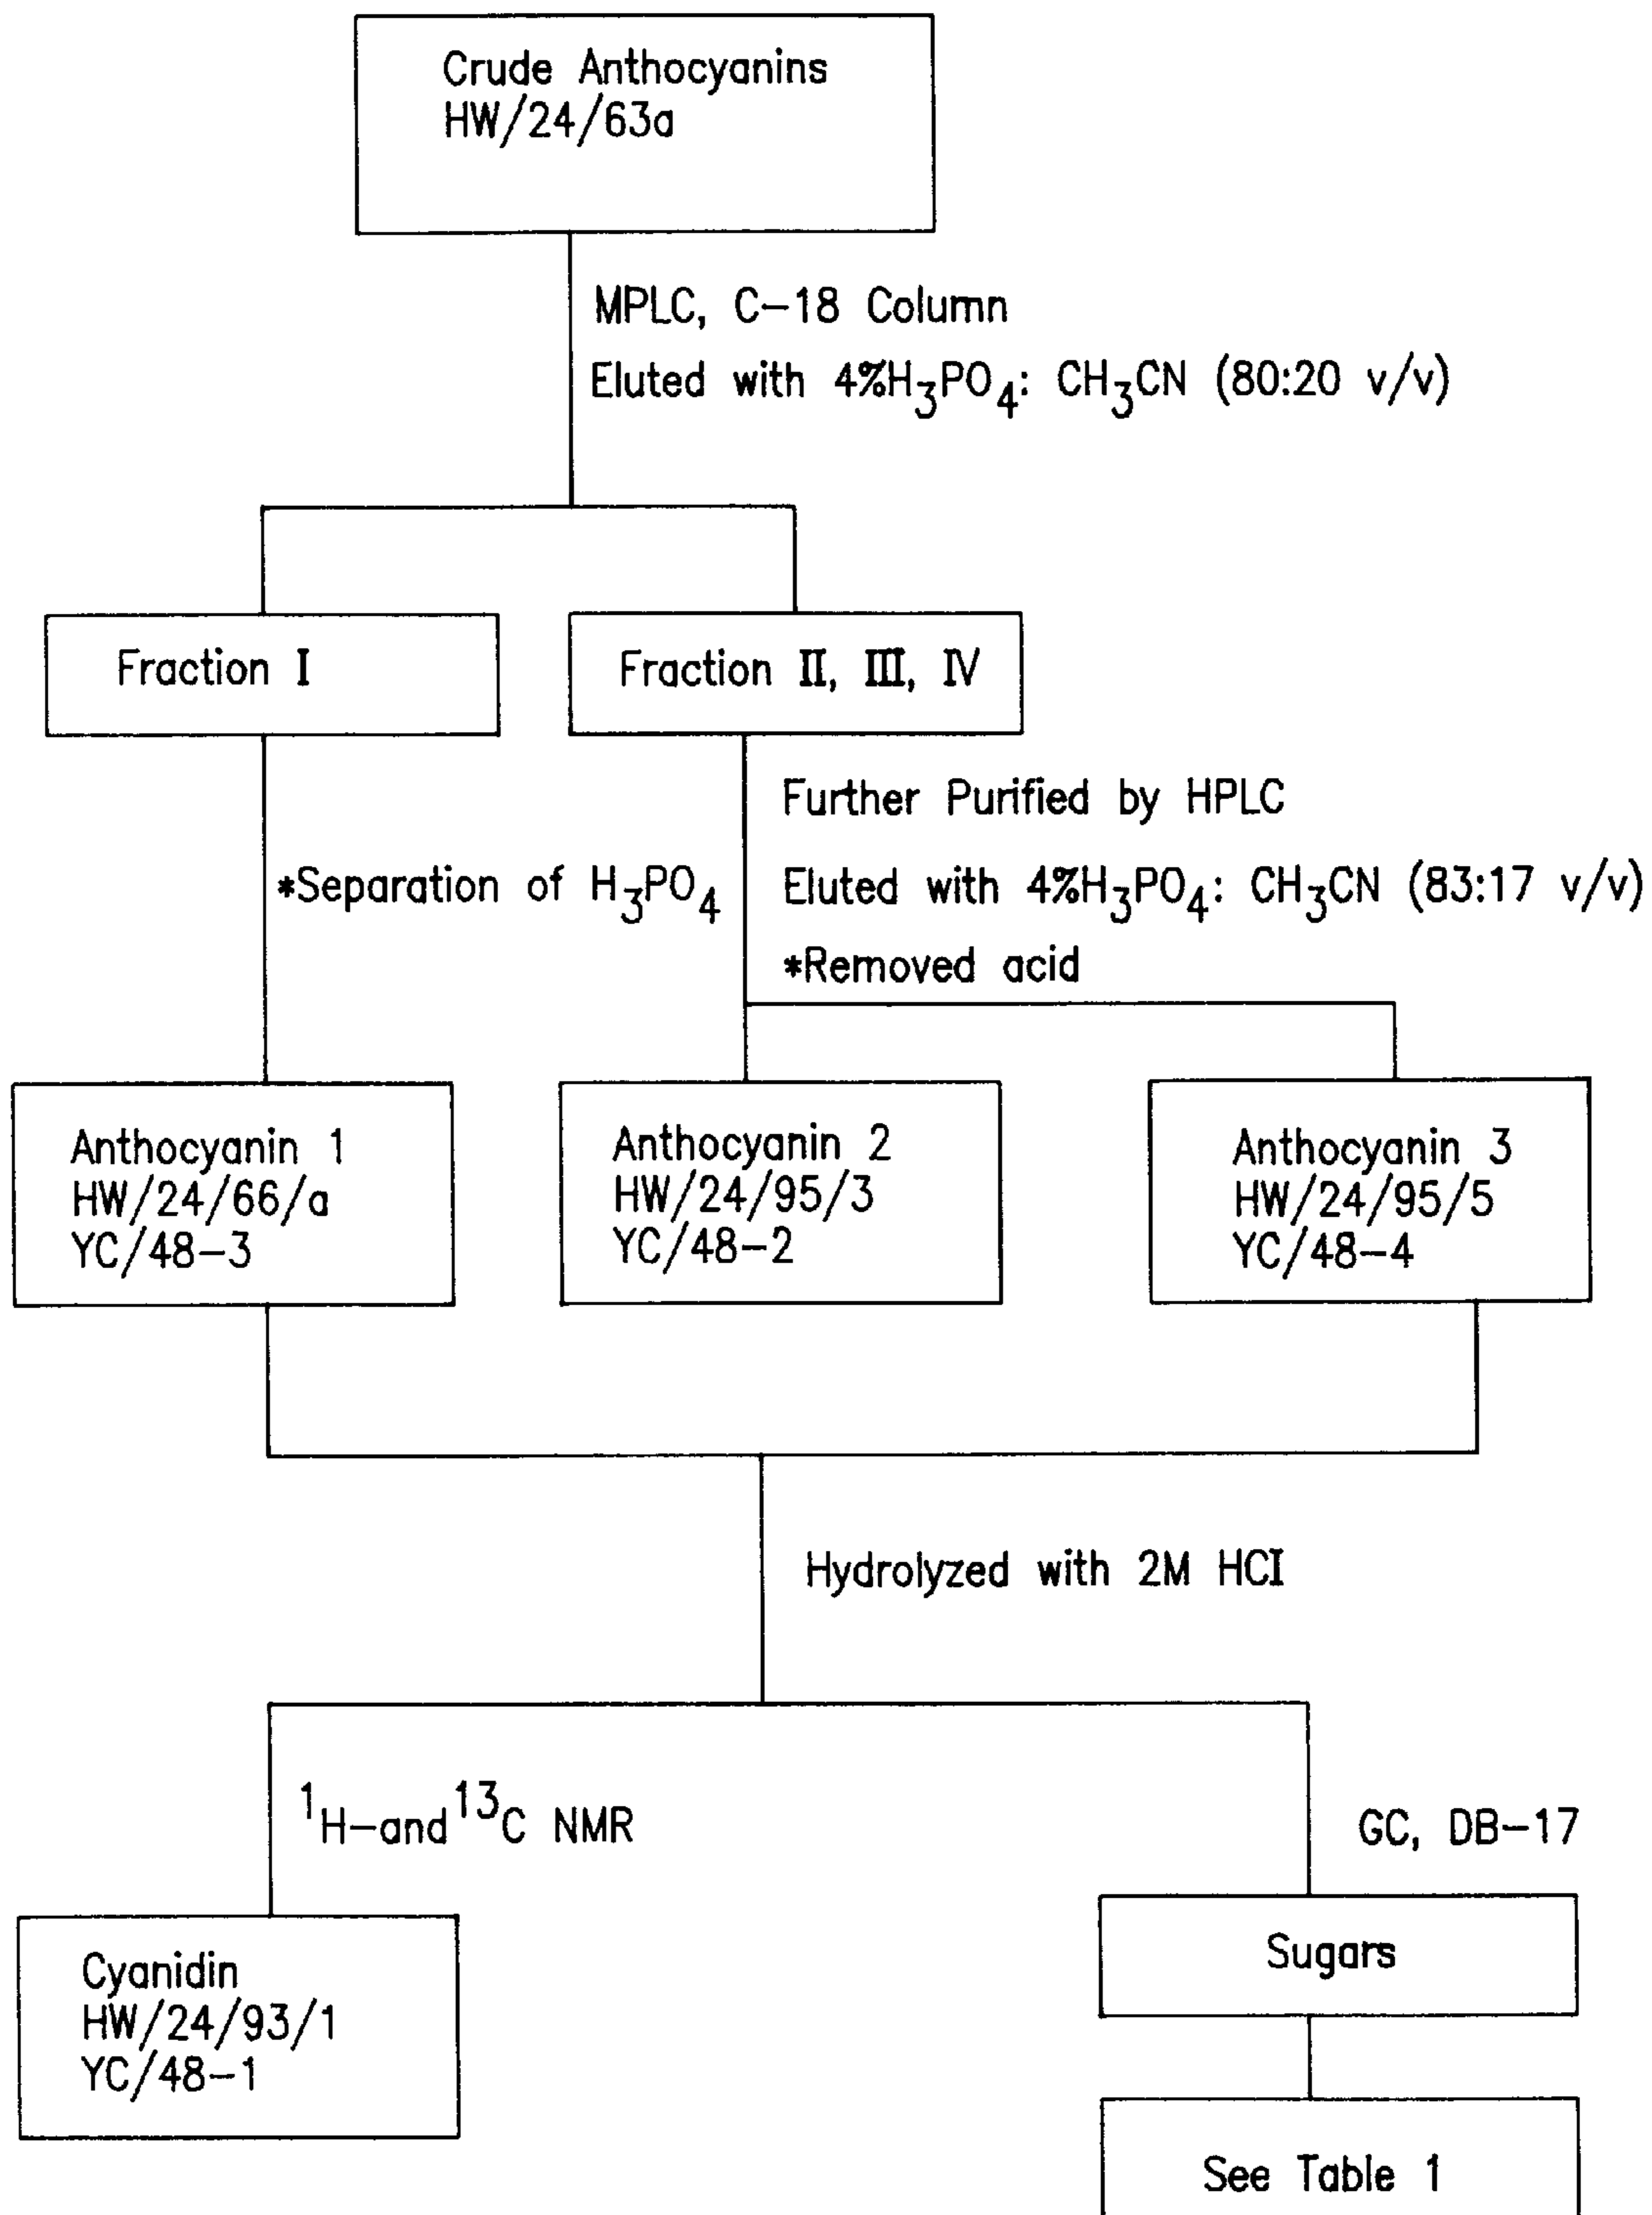 Crude Anthocyanins
HW/24/63a
MPLC, C-18 Column
Eluted with 4%H3PO4: CH3CN (80:20 v/v)
Fraction I
Fraction II, III, IV
Further Purified by HPLC
*Separation of H3PO4
Eluted with 4%H3PO4: CH3CN (83:17 v/v)
*Removed acid
Anthocyanin 1
HW/24/66/a
YC/48-3
Anthocyanin 2
HW/24/95/3
YC/48-2
Anthocyanin 3
HW/24/95/5
YC/48-4
Hydrolyzed with 2M HCl
1H-and 13C NMR
GC, DB-17
Cyanidin
HW/24/93/1
YC/48-1
Sugars
See Table 1